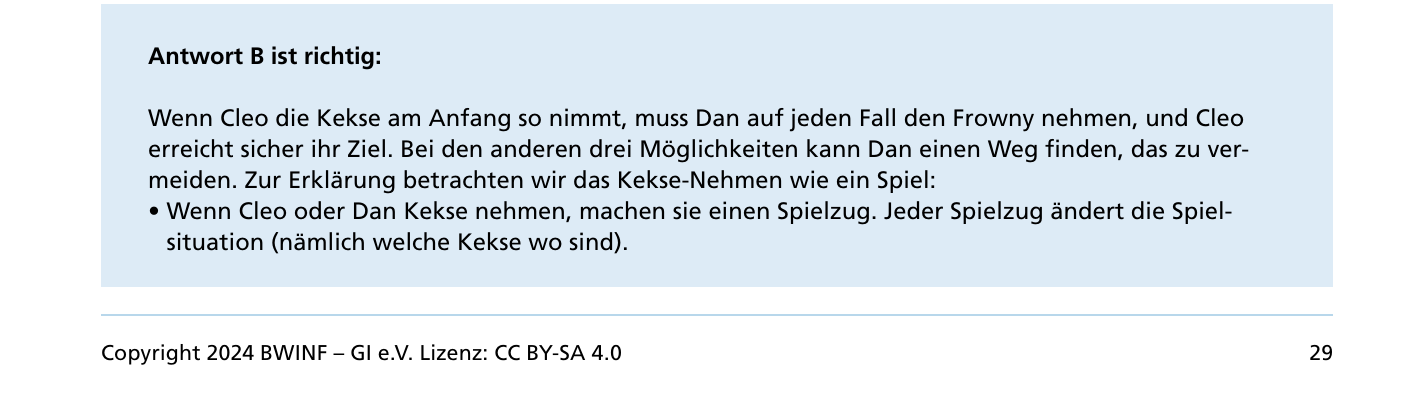 Antwort B ist richtig:
Wenn Cleo die Kekse am Anfang so nimmt, muss Dan auf jeden Fall den Frowny nehmen, und Cleo
erreicht sicher ihr Ziel. Bei den anderen drei Möglichkeiten kann Dan einen Weg finden, das zu ver-
meiden. Zur Erklärung betrachten wir das Kekse-Nehmen wie ein Spiel:
• Wenn Cleo oder Dan Kekse nehmen, machen sie einen Spielzug. Jeder Spielzug ändert die Spiel-
situation (nämlich welche Kekse wo sind).
Copyright 2024 BWINF – GI e.V. Lizenz: CC BY-SA 4.0 29